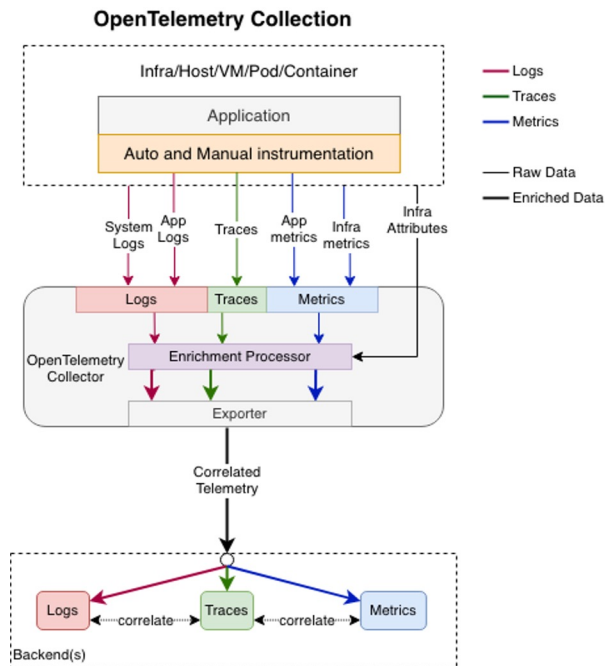 OpenTelemetry Collection
Infra/Host/VM/Pod/Container
Application
Auto and Manual instrumentation
Logs
Traces
Metrics
Raw Data
Enriched Data
System
Logs
App
Logs
Traces
App
metrics
Infra
metrics
Infra
Attributes
Logs
Traces
Metrics
OpenTelemetry
Collector
Enrichment Processor
Exporter
Correlated
Telemetry
Logs
correlate
Traces
correlate
Metrics
Backend(s)